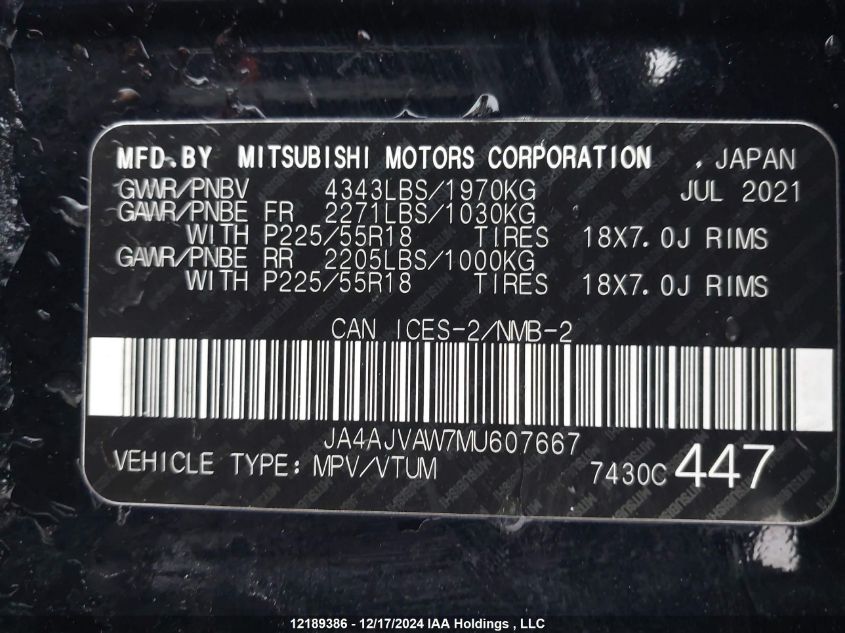 MFD.BY MITSUBISHI MOTORS CORPORATION , JAPAN
GVWR/PNBV 4343LBS/1970KG JUL 2021
GAWR/PNBE FR 2271LBS/1030KG
WITH P225/55R18 TIRES 18X7.0J RIMS
GAWR/PNBE RR 2205LBS/1000KG
WITH P225/55R18 TIRES 18X7.0J RIMS
CAN ICES-2/NMB-2
JA4AJVAW7MU607667
VEHICLE TYPE: MPV/VTUM 7430C 447
12189386 - 12/17/2024 IAA Holdings , LLC